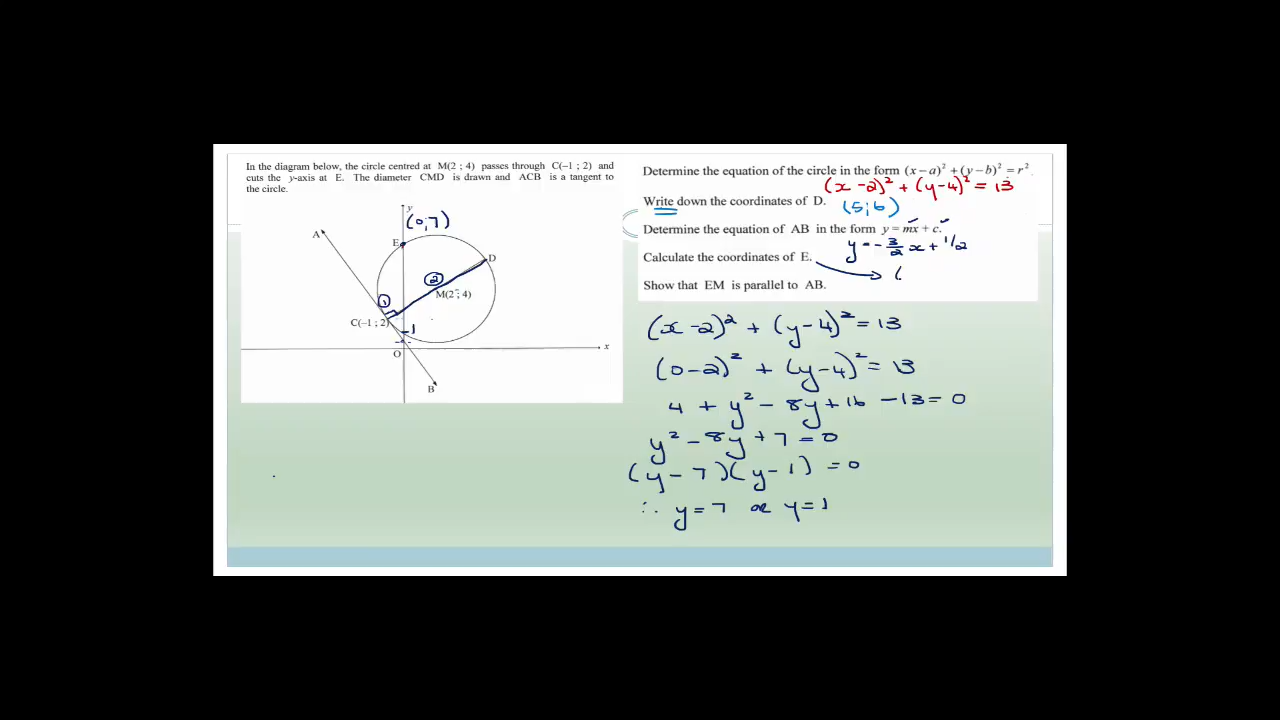 In the diagram below, the circle centred at M(2 ; 4) passes through C(–1 ; 2) and
cuts the y-axis at E. The diameter CMD is drawn and ACB is a tangent to
the circle.
y
(0;7)
A
E
D
2
M(2 ; 4)
1
C(–1 ; 2)
1
x
O
B
Determine the equation of the circle in the form (x – a)² + (y – b)² = r²
(x – 2)² + (y – 4)² = 13
Write down the coordinates of D.
(5;6)
Determine the equation of AB in the form y = mx + c.
y = – 3/2 x + 1/2
Calculate the coordinates of E.
(
Show that EM is parallel to AB.
(x – 2)² + (y – 4)² = 13
(0 – 2)² + (y – 4)² = 13
4 + y² – 8y + 16 – 13 = 0
y² – 8y + 7 = 0
(y – 7)(y – 1) = 0
∴ y = 7 or y = 1